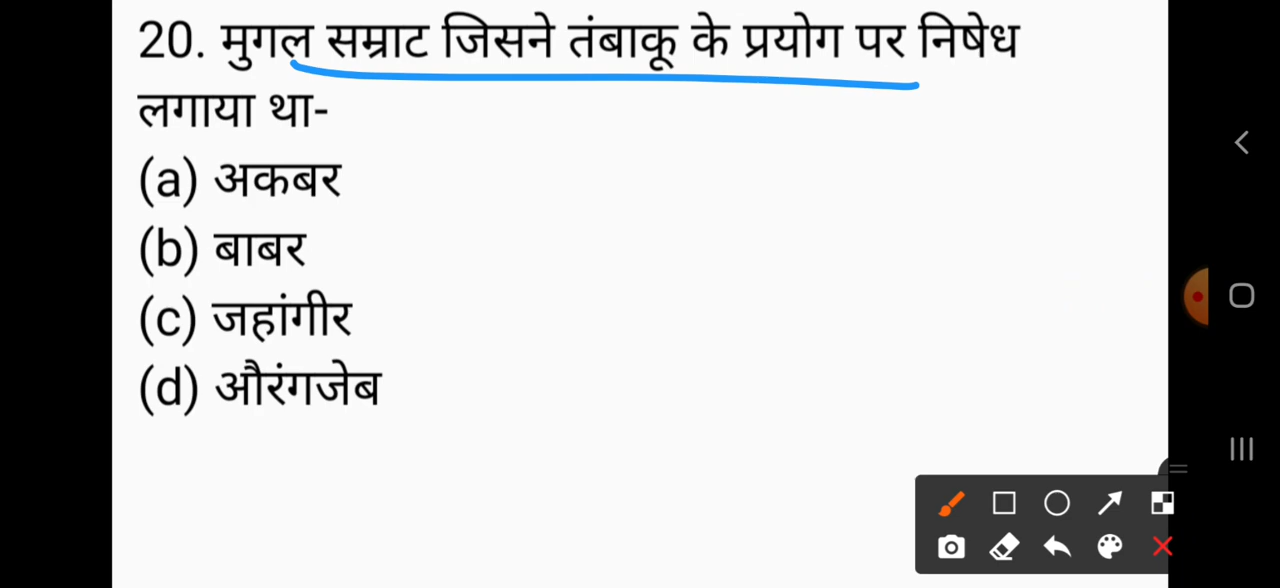 20. मुगल सम्राट जिसने तंबाकू के प्रयोग पर निषेध
लगाया था-
(a) अकबर
(b) बाबर
(c) जहांगीर
(d) औरंगजेब